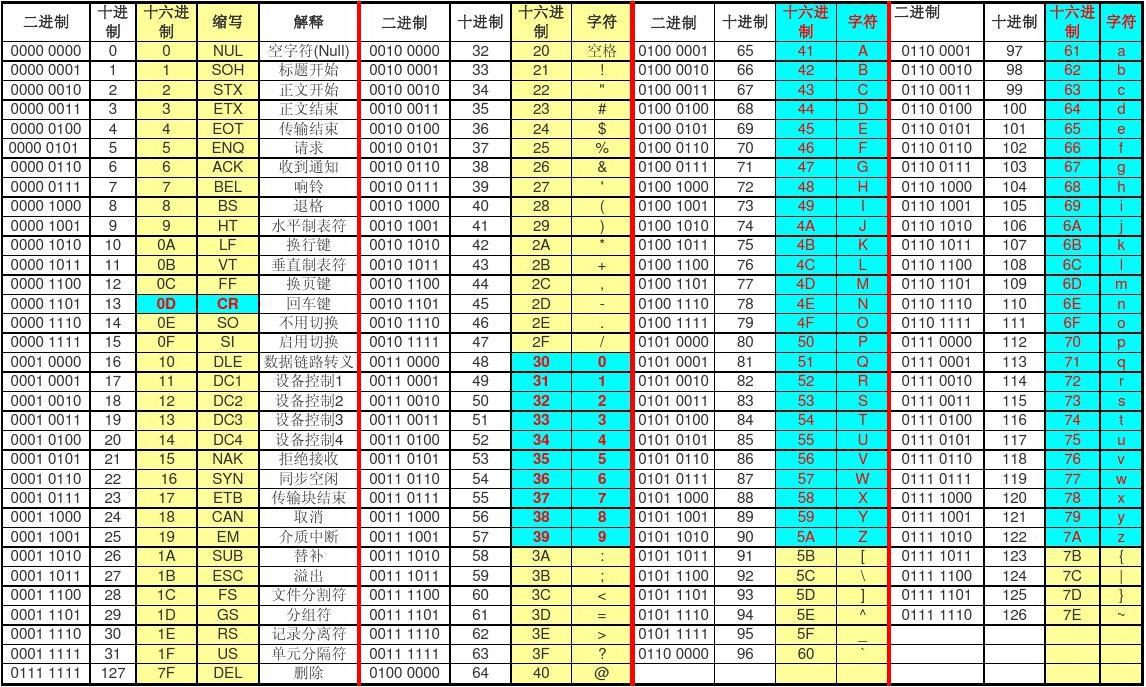 二进制 十进制 十六进制 缩写 解释 二进制 十进制 十六进制 字符 二进制 十进制 十六进制 字符 二进制 十进制 十六进制 字符
0000 0000 0 0 NUL 空字符(Null) 0010 0000 32 20 空格 0100 0001 65 41 A 0110 0001 97 61 a
0000 0001 1 1 SOH 标题开始 0010 0001 33 21 ! 0100 0010 66 42 B 0110 0010 98 62 b
0000 0010 2 2 STX 正文开始 0010 0010 34 22 " 0100 0011 67 43 C 0110 0011 99 63 c
0000 0011 3 3 ETX 正文结束 0010 0011 35 23 # 0100 0100 68 44 D 0110 0100 100 64 d
0000 0100 4 4 EOT 传输结束 0010 0100 36 24 $ 0100 0101 69 45 E 0110 0101 101 65 e
0000 0101 5 5 ENQ 请求 0010 0101 37 25 % 0100 0110 70 46 F 0110 0110 102 66 f
0000 0110 6 6 ACK 收到通知 0010 0110 38 26 & 0100 0111 71 47 G 0110 0111 103 67 g
0000 0111 7 7 BEL 响铃 0010 0111 39 27 ' 0100 1000 72 48 H 0110 1000 104 68 h
0000 1000 8 8 BS 退格 0010 1000 40 28 ( 0100 1001 73 49 I 0110 1001 105 69 i
0000 1001 9 9 HT 水平制表符 0010 1001 41 29 ) 0100 1010 74 4A J 0110 1010 106 6A j
0000 1010 10 0A LF 换行键 0010 1010 42 2A * 0100 1011 75 4B K 0110 1011 107 6B k
0000 1011 11 0B VT 垂直制表符 0010 1011 43 2B + 0100 1100 76 4C L 0110 1100 108 6C l
0000 1100 12 0C FF 换页键 0010 1100 44 2C , 0100 1101 77 4D M 0110 1101 109 6D m
0000 1101 13 0D CR 回车键 0010 1101 45 2D - 0100 1110 78 4E N 0110 1110 110 6E n
0000 1110 14 0E SO 不用切换 0010 1110 46 2E . 0100 1111 79 4F O 0110 1111 111 6F o
0000 1111 15 0F SI 启用切换 0010 1111 47 2F / 0101 0000 80 50 P 0111 0000 112 70 p
0001 0000 16 10 DLE 数据链路转义 0011 0000 48 30 0 0101 0001 81 51 Q 0111 0001 113 71 q
0001 0001 17 11 DC1 设备控制1 0011 0001 49 31 1 0101 0010 82 52 R 0111 0010 114 72 r
0001 0010 18 12 DC2 设备控制2 0011 0010 50 32 2 0101 0011 83 53 S 0111 0011 115 73 s
0001 0011 19 13 DC3 设备控制3 0011 0011 51 33 3 0101 0100 84 54 T 0111 0100 116 74 t
0001 0100 20 14 DC4 设备控制4 0011 0100 52 34 4 0101 0101 85 55 U 0111 0101 117 75 u
0001 0101 21 15 NAK 拒绝接收 0011 0101 53 35 5 0101 0110 86 56 V 0111 0110 118 76 v
0001 0110 22 16 SYN 同步空闲 0011 0110 54 36 6 0101 0111 87 57 W 0111 0111 119 77 w
0001 0111 23 17 ETB 传输块结束 0011 0111 55 37 7 0101 1000 88 58 X 0111 1000 120 78 x
0001 1000 24 18 CAN 取消 0011 1000 56 38 8 0101 1001 89 59 Y 0111 1001 121 79 y
0001 1001 25 19 EM 介质中断 0011 1001 57 39 9 0101 1010 90 5A Z 0111 1010 122 7A z
0001 1010 26 1A SUB 替补 0011 1010 58 3A : 0101 1011 91 5B [ 0111 1011 123 7B {
0001 1011 27 1B ESC 溢出 0011 1011 59 3B ; 0101 1100 92 5C \ 0111 1100 124 7C |
0001 1100 28 1C FS 文件分割符 0011 1100 60 3C < 0101 1101 93 5D ] 0111 1101 125 7D }
0001 1101 29 1D GS 分组符 0011 1101 61 3D = 0101 1110 94 5E ^ 0111 1110 126 7E ~
0001 1110 30 1E RS 记录分离符 0011 1110 62 3E > 0101 1111 95 5F _
0001 1111 31 1F US 单元分隔符 0011 1111 63 3F ? 0110 0000 96 60 `
0111 1111 127 7F DEL 删除 0100 0000 64 40 @